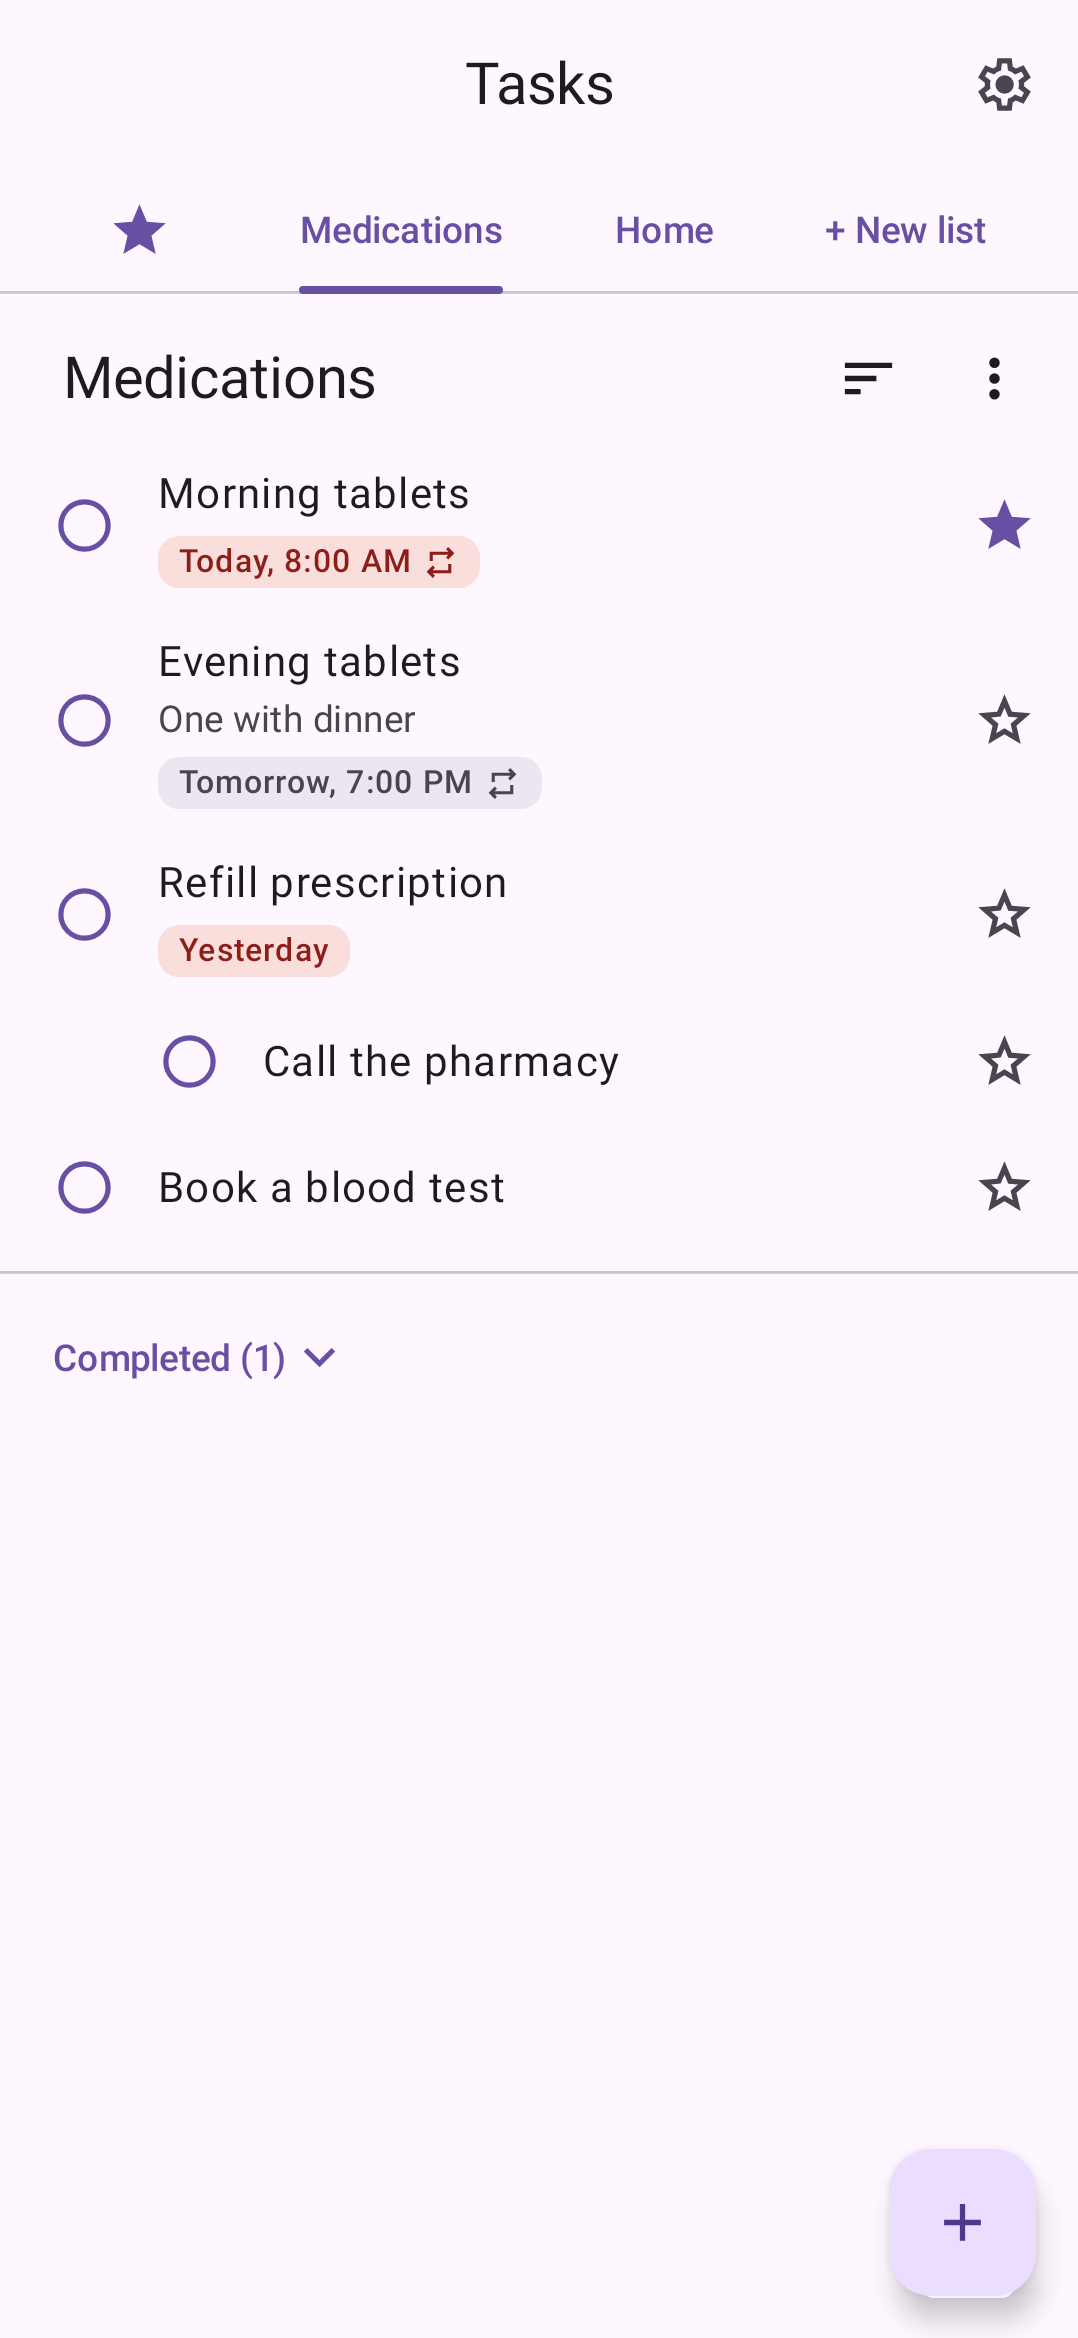 Tasks
Medications
Home
+ New list
Medications
Morning tablets
Today, 8:00 AM
Evening tablets
One with dinner
Tomorrow, 7:00 PM
Refill prescription
Yesterday
Call the pharmacy
Book a blood test
Completed (1)